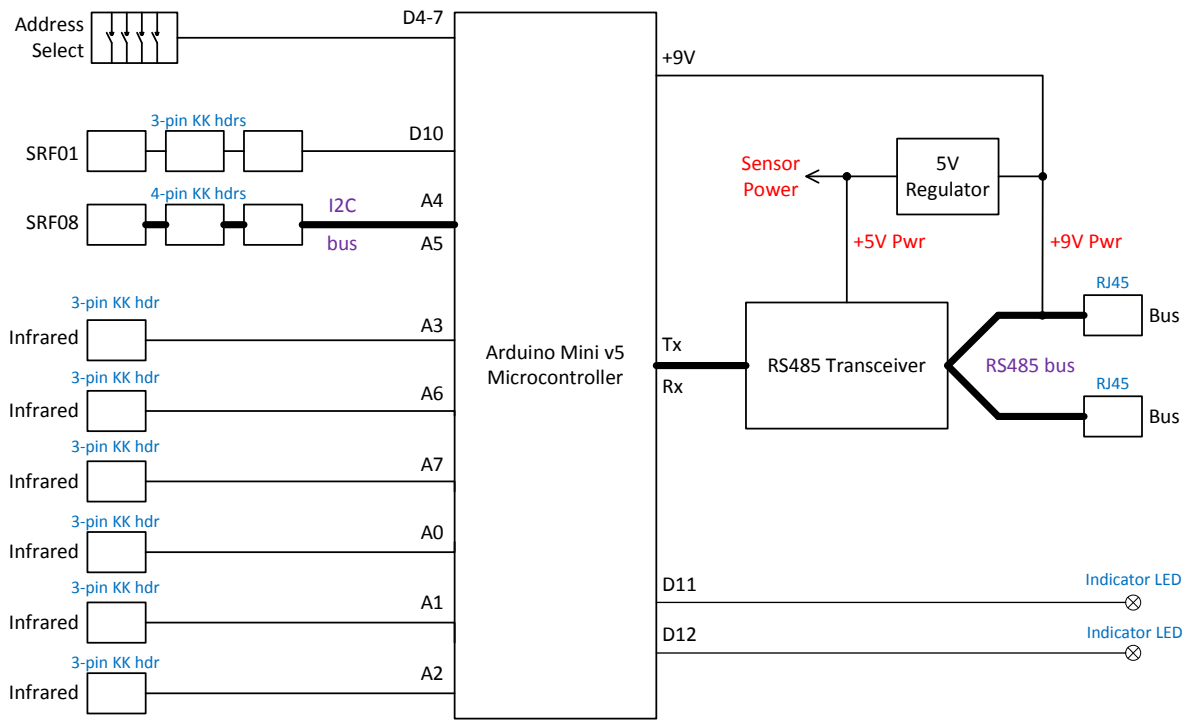 Address
Select
D4-7
+9V
3-pin KK hdrs
SRF01
D10
4-pin KK hdrs
SRF08
I2C
bus
A4
A5
Sensor
Power
5V
Regulator
+5V Pwr
+9V Pwr
3-pin KK hdr
Infrared
A3
3-pin KK hdr
Infrared
A6
3-pin KK hdr
Infrared
A7
3-pin KK hdr
Infrared
A0
3-pin KK hdr
Infrared
A1
3-pin KK hdr
Infrared
A2
Arduino Mini v5
Microcontroller
Tx
Rx
RS485 Transceiver
RS485 bus
RJ45
Bus
RJ45
Bus
D11
Indicator LED
D12
Indicator LED